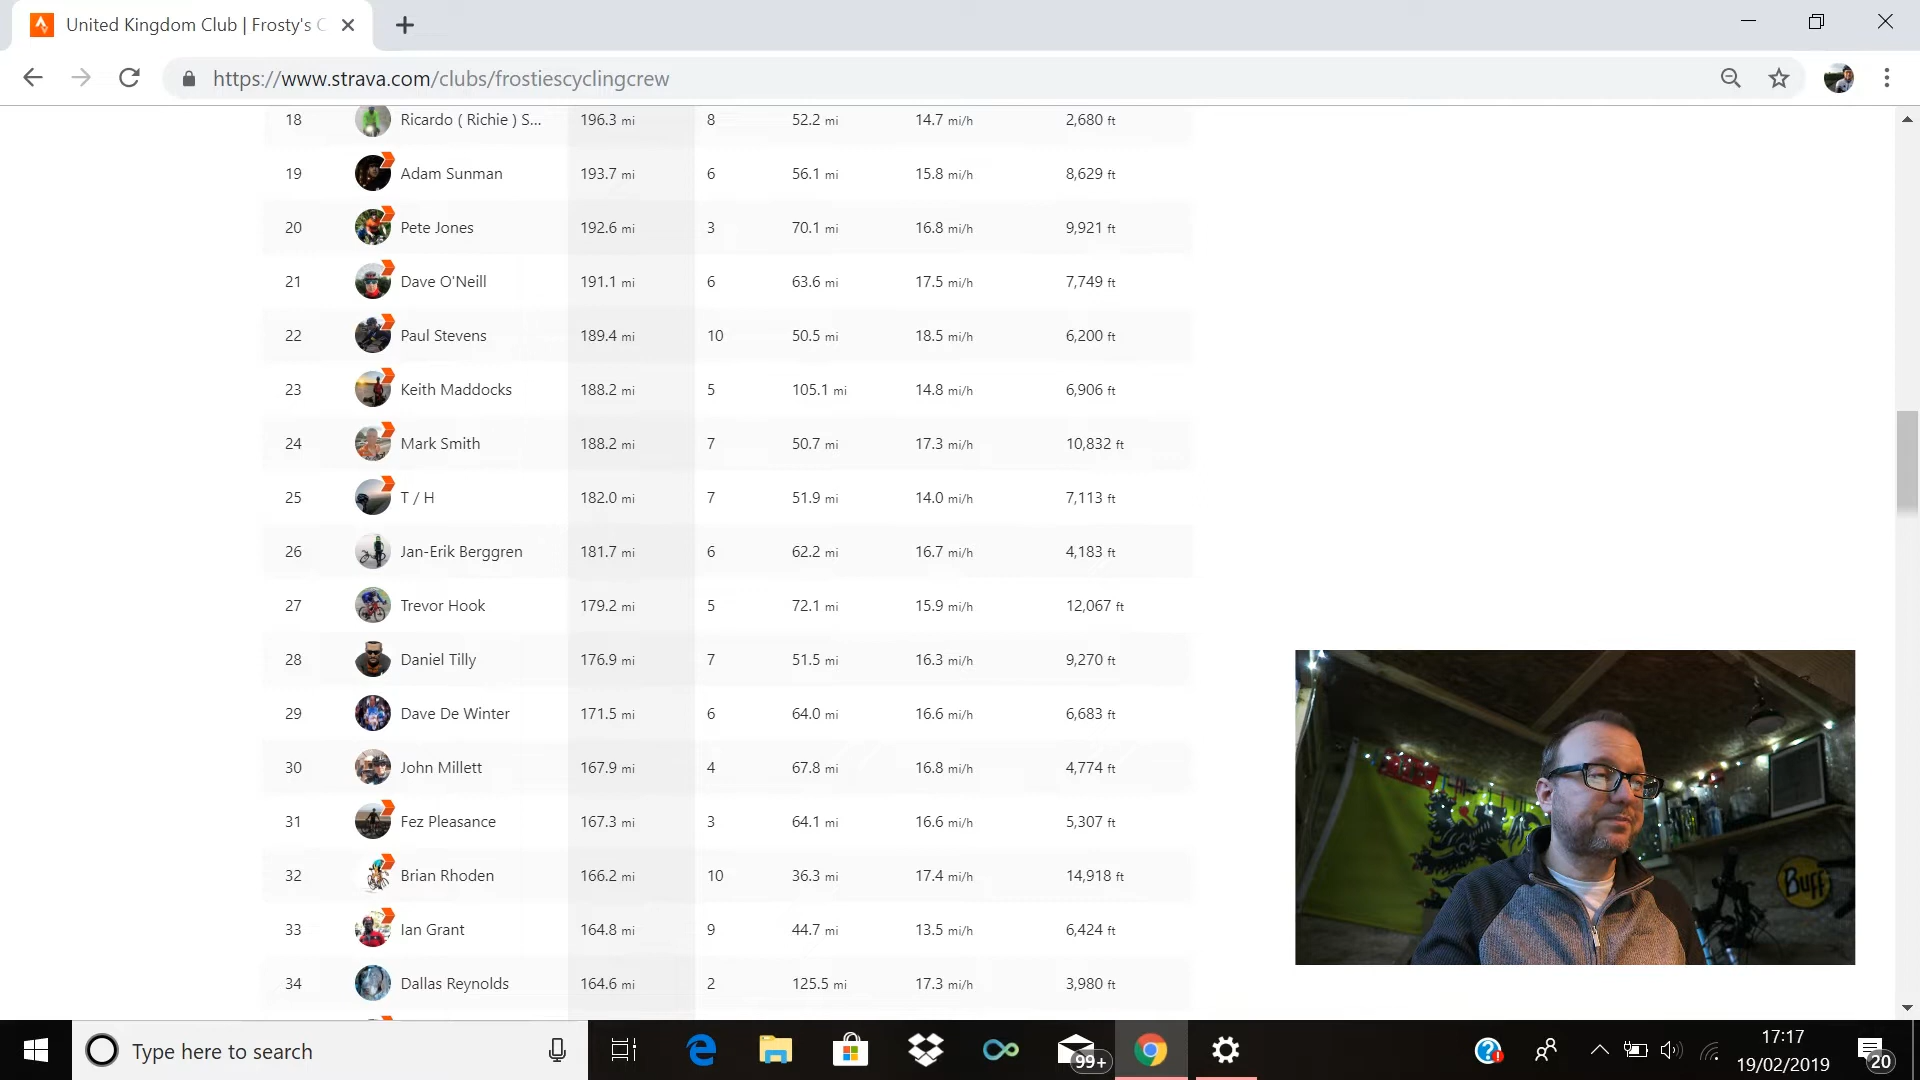 United Kingdom Club | Frosty's C
https://www.strava.com/clubs/frostiescyclingcrew
18 Ricardo ( Richie ) S... 196.3 mi 8 52.2 mi 14.7 mi/h 2,680 ft
19 Adam Sunman 193.7 mi 6 56.1 mi 15.8 mi/h 8,629 ft
20 Pete Jones 192.6 mi 3 70.1 mi 16.8 mi/h 9,921 ft
21 Dave O'Neill 191.1 mi 6 63.6 mi 17.5 mi/h 7,749 ft
22 Paul Stevens 189.4 mi 10 50.5 mi 18.5 mi/h 6,200 ft
23 Keith Maddocks 188.2 mi 5 105.1 mi 14.8 mi/h 6,906 ft
24 Mark Smith 188.2 mi 7 50.7 mi 17.3 mi/h 10,832 ft
25 T / H 182.0 mi 7 51.9 mi 14.0 mi/h 7,113 ft
26 Jan-Erik Berggren 181.7 mi 6 62.2 mi 16.7 mi/h 4,183 ft
27 Trevor Hook 179.2 mi 5 72.1 mi 15.9 mi/h 12,067 ft
28 Daniel Tilly 176.9 mi 7 51.5 mi 16.3 mi/h 9,270 ft
29 Dave De Winter 171.5 mi 6 64.0 mi 16.6 mi/h 6,683 ft
30 John Millett 167.9 mi 4 67.8 mi 16.8 mi/h 4,774 ft
31 Fez Pleasance 167.3 mi 3 64.1 mi 16.6 mi/h 5,307 ft
32 Brian Rhoden 166.2 mi 10 36.3 mi 17.4 mi/h 14,918 ft
33 Ian Grant 164.8 mi 9 44.7 mi 13.5 mi/h 6,424 ft
34 Dallas Reynolds 164.6 mi 2 125.5 mi 17.3 mi/h 3,980 ft
Buff
Type here to search
99+
17:17
19/02/2019
20